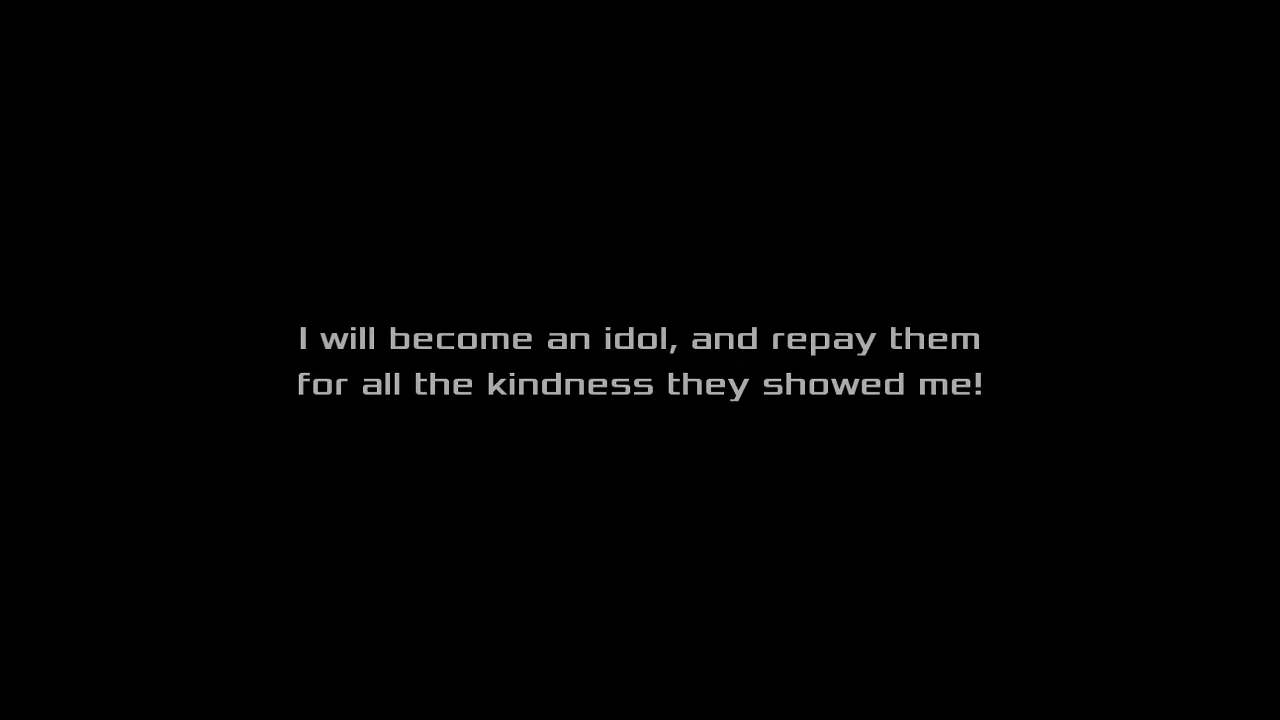 I will become an idol, and repay them
for all the kindness they showed me!